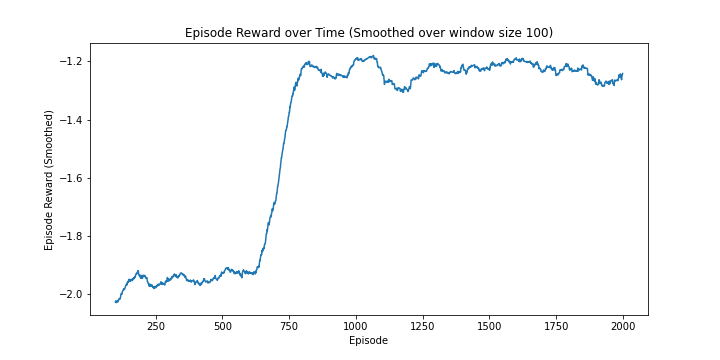 Episode Reward over Time (Smoothed over window size 100)
−1.2
−1.4
−1.6
−1.8
−2.0
Episode Reward (Smoothed)
250 500 750 1000 1250 1500 1750 2000
Episode